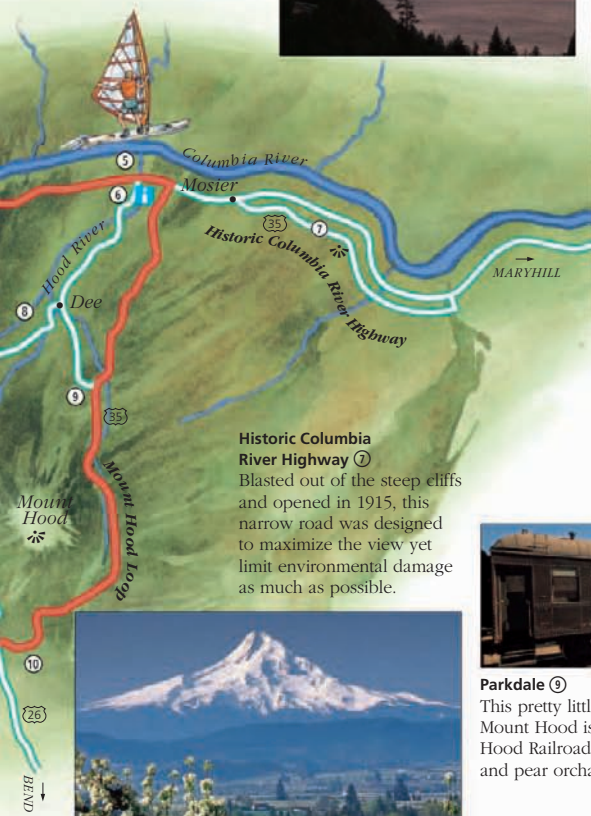 Columbia River
5
6
Mosier
35
7
Historic Columbia River Highway
MARYHILL
Hood River
8
Dee
9
35
Mount Hood Loop
Mount
Hood
10
26
BEND
Historic Columbia
River Highway 7
Blasted out of the steep cliffs
and opened in 1915, this
narrow road was designed
to maximize the view yet
limit environmental damage
as much as possible.
Parkdale 9
This pretty littl
Mount Hood is
Hood Railroad
and pear orcha